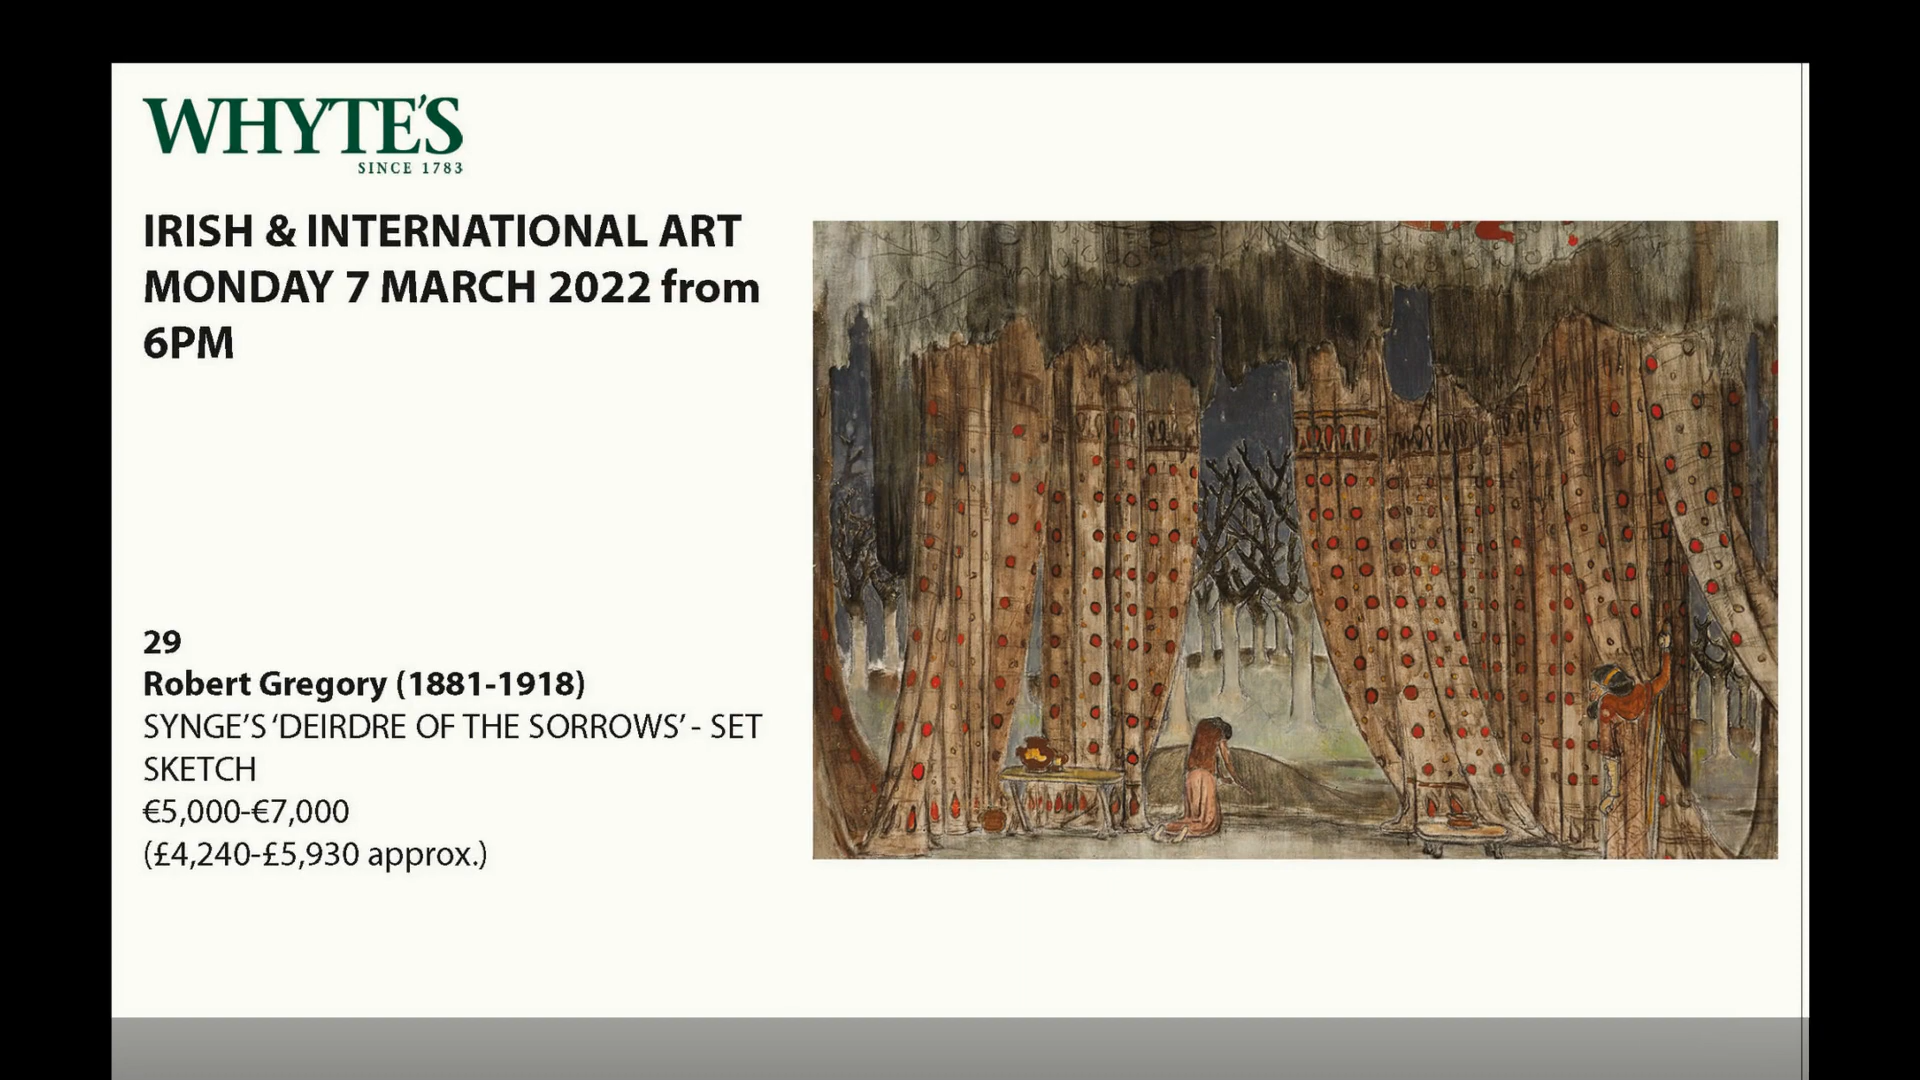 WHYTE'S
SINCE 1783
IRISH & INTERNATIONAL ART
MONDAY 7 MARCH 2022 from
6PM
29
Robert Gregory (1881-1918)
SYNGE’S ‘DEIRDRE OF THE SORROWS’ - SET
SKETCH
€5,000-€7,000
(£4,240-£5,930 approx.)